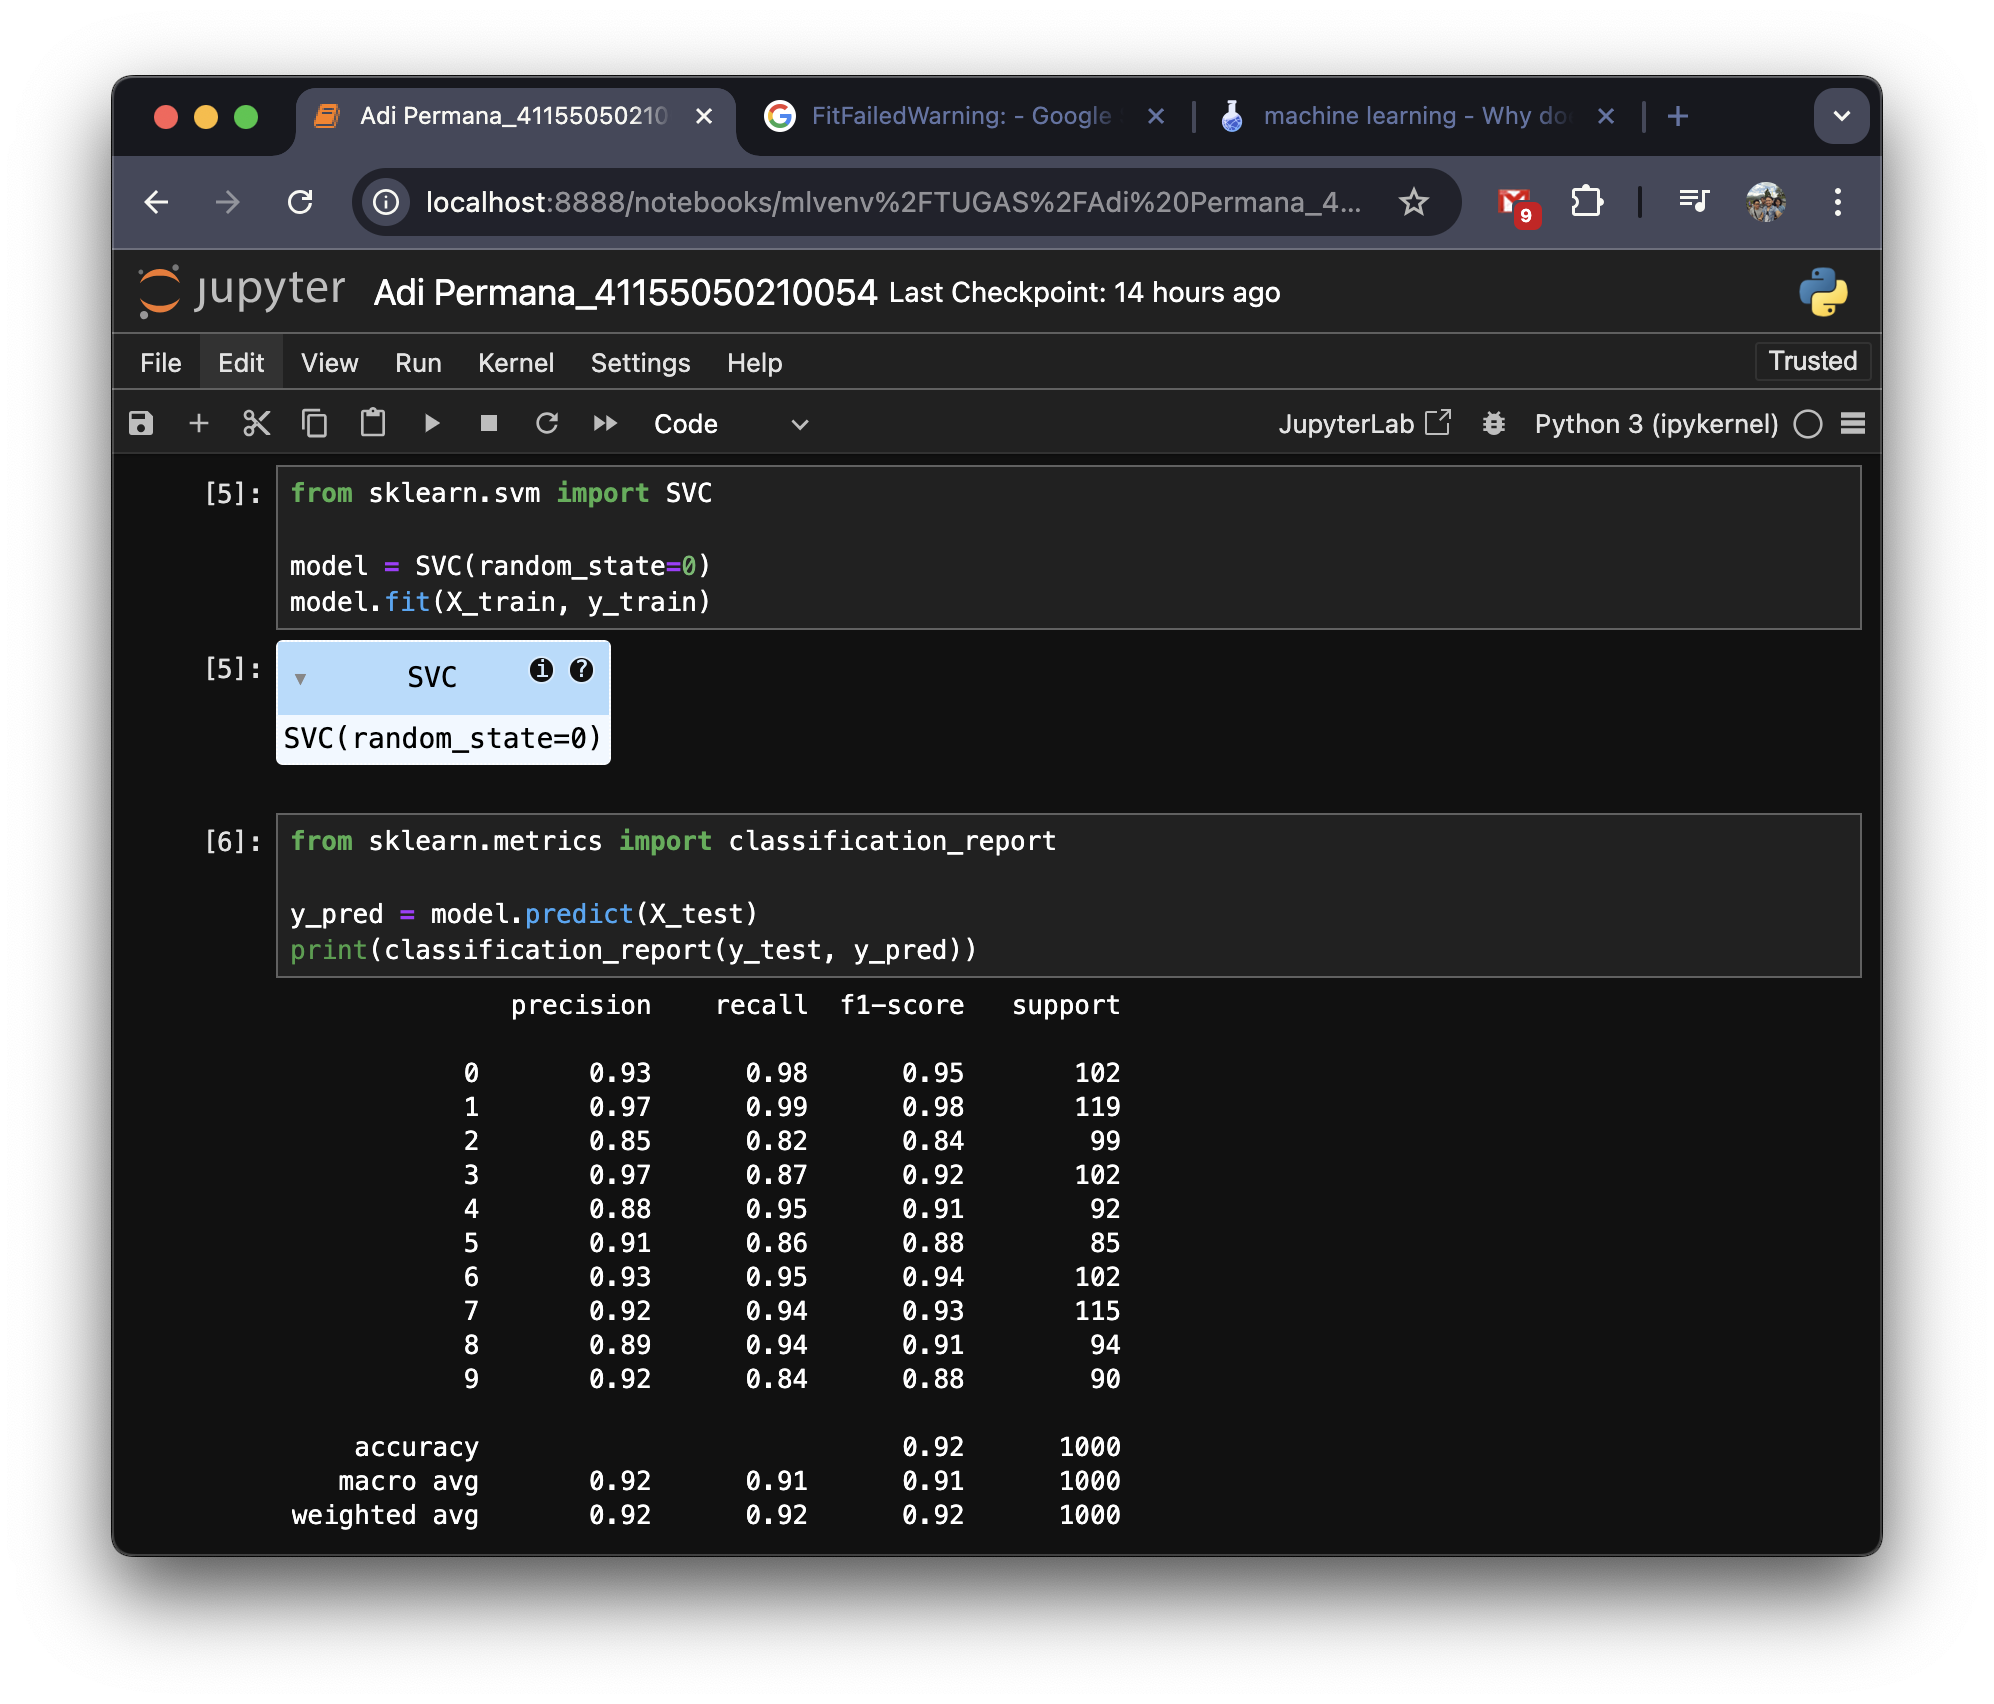 Adi Permana_41155050210
FitFailedWarning: - Google
machine learning - Why do
localhost:8888/notebooks/mlvenv%2FTUGAS%2FAdi%20Permana_4...
9
jupyter Adi Permana_41155050210054 Last Checkpoint: 14 hours ago
File Edit View Run Kernel Settings Help Trusted
Code JupyterLab Python 3 (ipykernel)
[5]: from sklearn.svm import SVC
model = SVC(random_state=0)
model.fit(X_train, y_train)
[5]: SVC i ?
SVC(random_state=0)
[6]: from sklearn.metrics import classification_report
y_pred = model.predict(X_test)
print(classification_report(y_test, y_pred))
precision recall f1-score support
0 0.93 0.98 0.95 102
1 0.97 0.99 0.98 119
2 0.85 0.82 0.84 99
3 0.97 0.87 0.92 102
4 0.88 0.95 0.91 92
5 0.91 0.86 0.88 85
6 0.93 0.95 0.94 102
7 0.92 0.94 0.93 115
8 0.89 0.94 0.91 94
9 0.92 0.84 0.88 90
accuracy 0.92 1000
macro avg 0.92 0.91 0.91 1000
weighted avg 0.92 0.92 0.92 1000